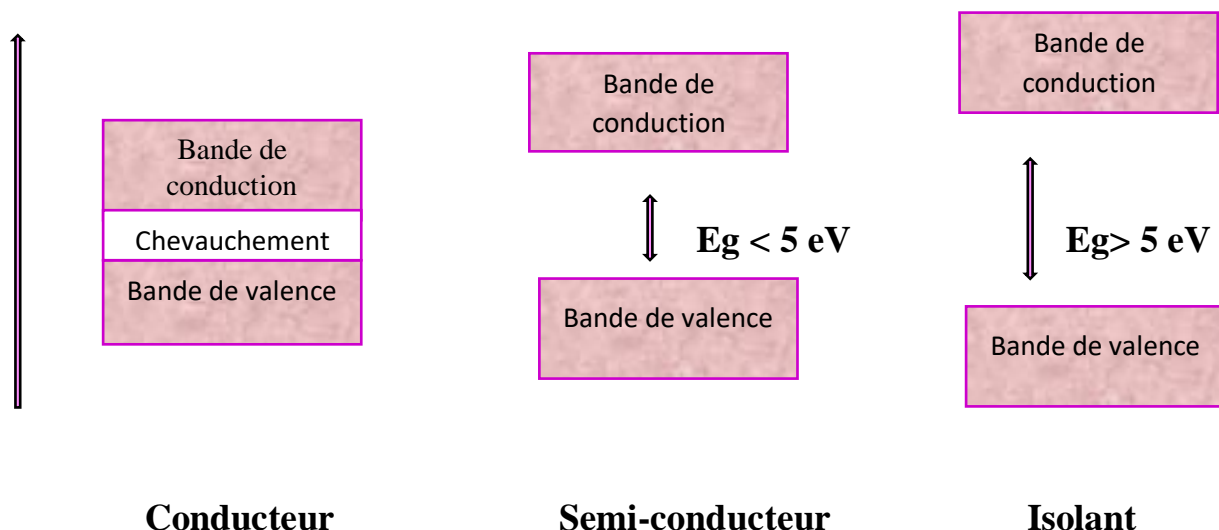 Bande de
conduction
Chevauchement
Bande de valence
Conducteur
Bande de
conduction
Eg < 5 eV
Bande de valence
Semi-conducteur
Bande de
conduction
Eg> 5 eV
Bande de valence
Isolant